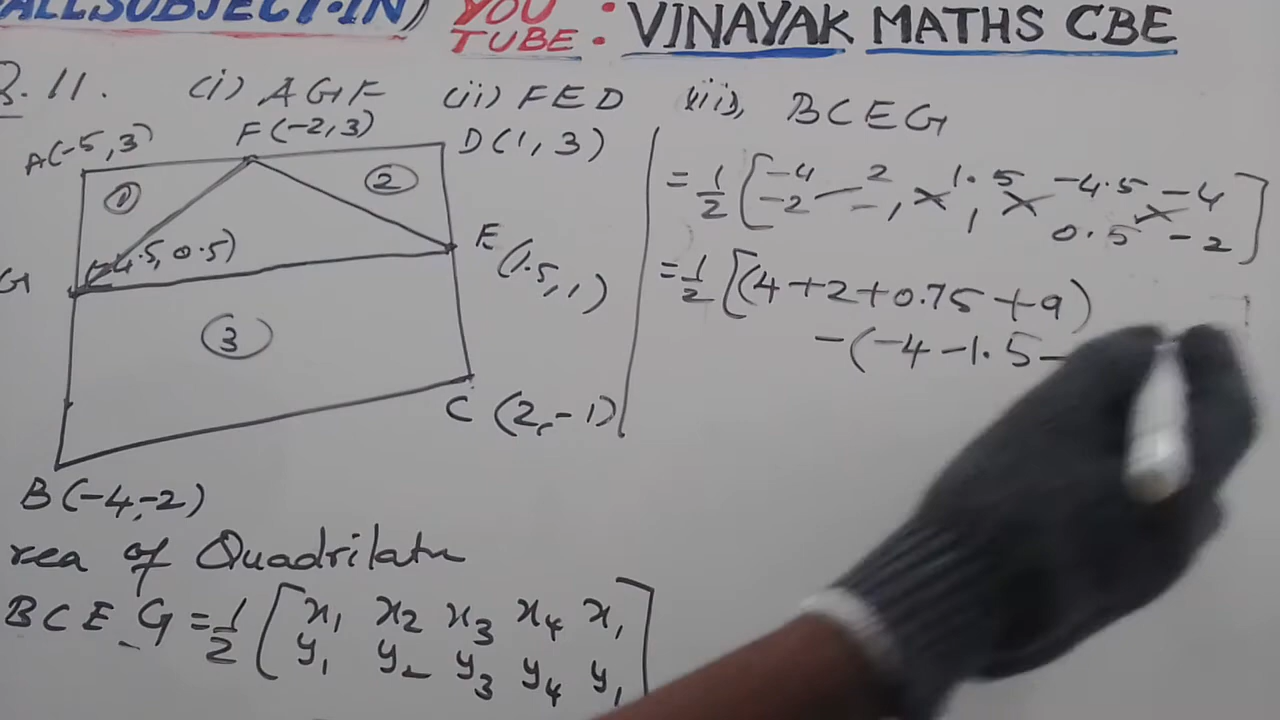 ALLSUBJECT.IN) YOU TUBE : VINAYAK MATHS CBE
11. (i) AGF (ii) FED (iii) BCEG
A(-5, 3) F(-2, 3) D(1, 3)
① ②
G (-4.5, 0.5) E (1.5, 1)
③
C (2, -1)
B(-4,-2)
= 1/2 [ -4 2 1.5 -4.5 -4
-2 -1 1 0.5 -2 ]
= 1/2 [(4+2+0.75+9)
-(-4-1.5-
rea of Quadrilate
BCEG = 1/2 [ x₁ x₂ x₃ x₄ x₁
y₁ y₂ y₃ y₄ y₁ ]